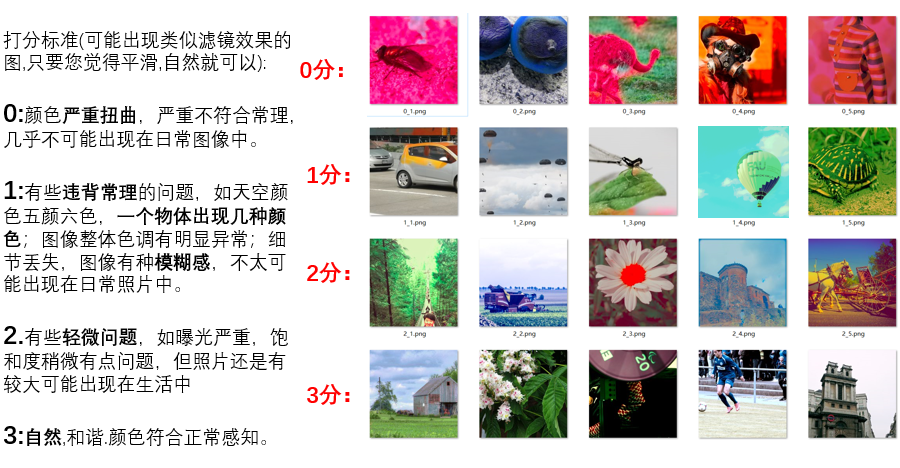 打分标准(可能出现类似滤镜效果的
图,只要您觉得平滑,自然就可以):
0:颜色严重扭曲，严重不符合常理,
几乎不可能出现在日常图像中。
1:有些违背常理的问题，如天空颜
色五颜六色，一个物体出现几种颜
色；图像整体色调有明显异常；细
节丢失，图像有种模糊感，不太可
能出现在日常照片中。
2.有些轻微问题，如曝光严重，饱
和度稍微有点问题，但照片还是有
较大可能出现在生活中
3:自然,和谐.颜色符合正常感知。
0分：
0_1.png
0_2.png
0_3.png
0_4.png
0_5.png
1分：
1_1.png
1_2.png
1_3.png
1_4.png
1_5.png
2分：
2_1.png
2_2.png
2_3.png
2_4.png
2_5.png
3分：
20